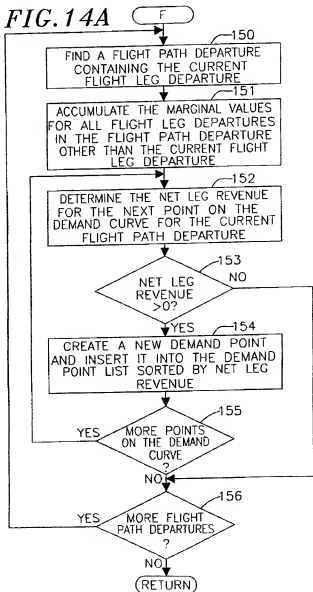 FIG. 14A
F
150
FIND A FLIGHT PATH DEPARTURE
CONTAINING THE CURRENT
FLIGHT LEG DEPARTURE
151
ACCUMULATE THE MARGINAL VALUES
FOR ALL FLIGHT LEG DEPARTURES
IN THE FLIGHT PATH DEPARTURE
OTHER THAN THE CURRENT FLIGHT
LEG DEPARTURE
152
DETERMINE THE NET LEG REVENUE
FOR THE NEXT POINT ON THE
DEMAND CURVE FOR THE CURRENT
FLIGHT PATH DEPARTURE
153
NET LEG
REVENUE
>0?
NO
YES
154
CREATE A NEW DEMAND POINT
AND INSERT IT INTO THE DEMAND
POINT LIST SORTED BY NET LEG
REVENUE
155
YES
MORE POINTS
ON THE DEMAND
CURVE
?
NO
156
YES
MORE FLIGHT
PATH DEPARTURES
?
NO
RETURN